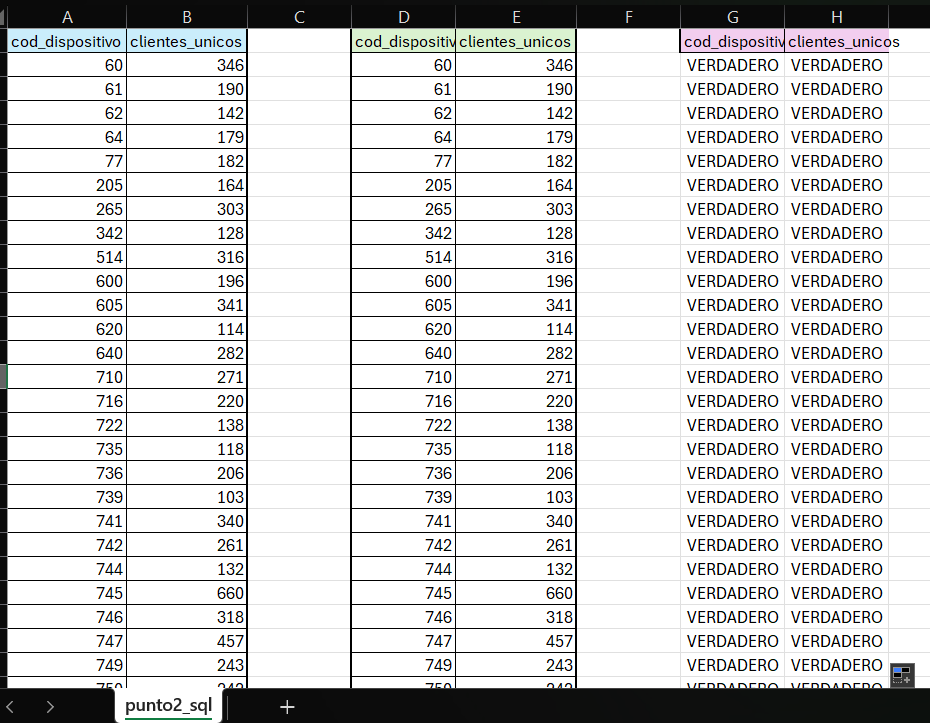 A B C D E F G H
cod_dispositivo clientes_unicos cod_dispositiv clientes_unicos cod_dispositiv clientes_unicos
60 346 60 346 VERDADERO VERDADERO
61 190 61 190 VERDADERO VERDADERO
62 142 62 142 VERDADERO VERDADERO
64 179 64 179 VERDADERO VERDADERO
77 182 77 182 VERDADERO VERDADERO
205 164 205 164 VERDADERO VERDADERO
265 303 265 303 VERDADERO VERDADERO
342 128 342 128 VERDADERO VERDADERO
514 316 514 316 VERDADERO VERDADERO
600 196 600 196 VERDADERO VERDADERO
605 341 605 341 VERDADERO VERDADERO
620 114 620 114 VERDADERO VERDADERO
640 282 640 282 VERDADERO VERDADERO
710 271 710 271 VERDADERO VERDADERO
716 220 716 220 VERDADERO VERDADERO
722 138 722 138 VERDADERO VERDADERO
735 118 735 118 VERDADERO VERDADERO
736 206 736 206 VERDADERO VERDADERO
739 103 739 103 VERDADERO VERDADERO
741 340 741 340 VERDADERO VERDADERO
742 261 742 261 VERDADERO VERDADERO
744 132 744 132 VERDADERO VERDADERO
745 660 745 660 VERDADERO VERDADERO
746 318 746 318 VERDADERO VERDADERO
747 457 747 457 VERDADERO VERDADERO
749 243 749 243 VERDADERO VERDADERO
VERDADERO VERDADERO
punto2_sql